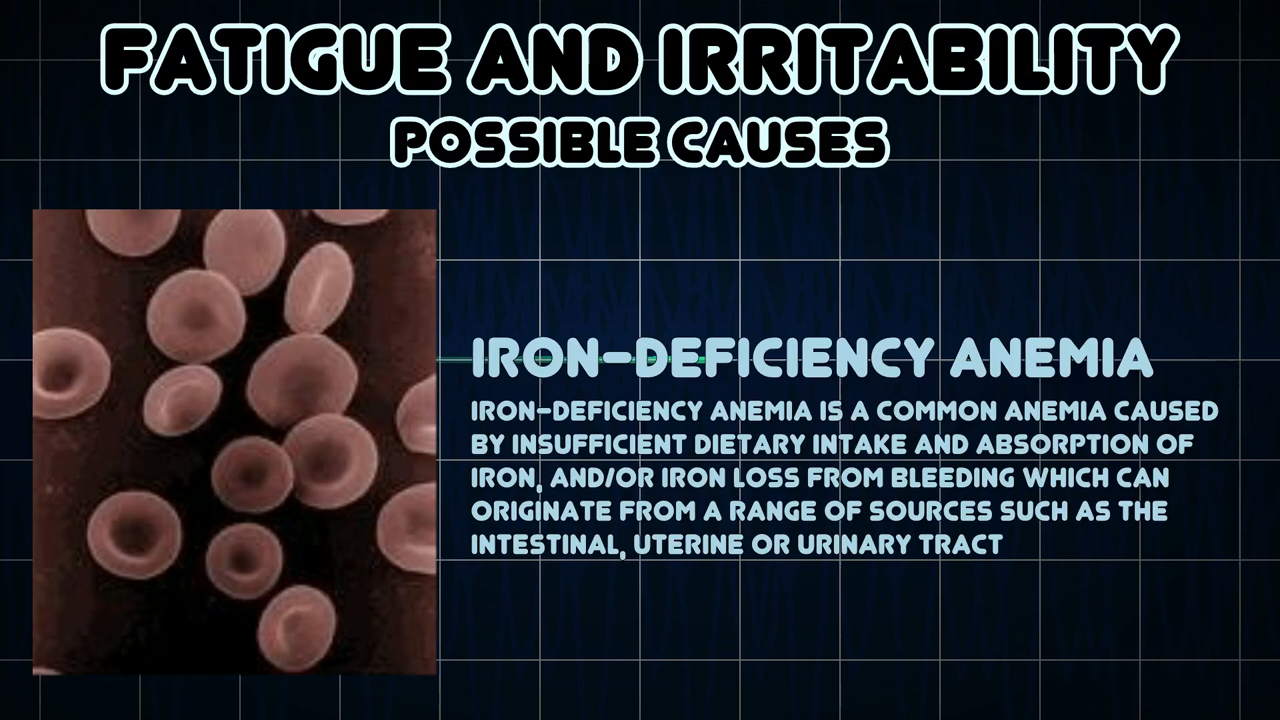 FATIGUE AND IRRITABILITY
POSSIBLE CAUSES
IRON-DEFICIENCY ANEMIA
IRON-DEFICIENCY ANEMIA IS A COMMON ANEMIA CAUSED
BY INSUFFICIENT DIETARY INTAKE AND ABSORPTION OF
IRON, AND/OR IRON LOSS FROM BLEEDING WHICH CAN
ORIGINATE FROM A RANGE OF SOURCES SUCH AS THE
INTESTINAL, UTERINE OR URINARY TRACT